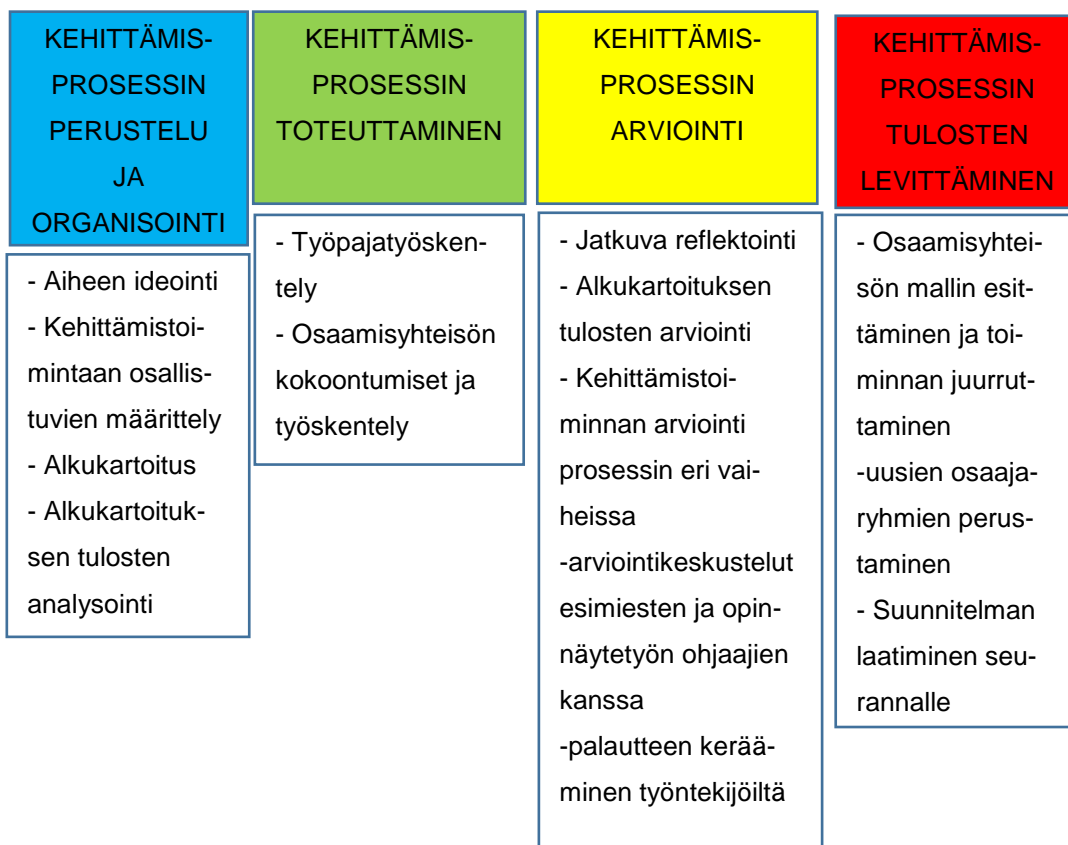 KEHITTÄMIS-
PROSESSIN
PERUSTELU
JA
ORGANISOINTI
- Aiheen ideointi
- Kehittämistoi-
mintaan osallis-
tuvien määrittely
- Alkukartoitus
- Alkukartoituk-
sen tulosten
analysointi
KEHITTÄMIS-
PROSESSIN
TOTEUTTAMINEN
- Työpajatyösken-
tely
- Osaamisyhteisön
kokoontumiset ja
työskentely
KEHITTÄMIS-
PROSESSIN
ARVIOINTI
- Jatkuva reflektointi
- Alkukartoituksen
tulosten arviointi
- Kehittämistoi-
minnan arviointi
prosessin eri vai-
heissa
-arviointikeskustelut
esimiesten ja opin-
näytetyön ohjaajien
kanssa
-palautteen kerää-
minen työntekijöiltä
KEHITTÄMIS-
PROSESSIN
TULOSTEN
LEVITTÄMINEN
- Osaamisyhtei-
sön mallin esit-
täminen ja toi-
minnan juurrut-
taminen
-uusien osaaja-
ryhmien perus-
taminen
- Suunnitelman
laatiminen seu-
rannalle